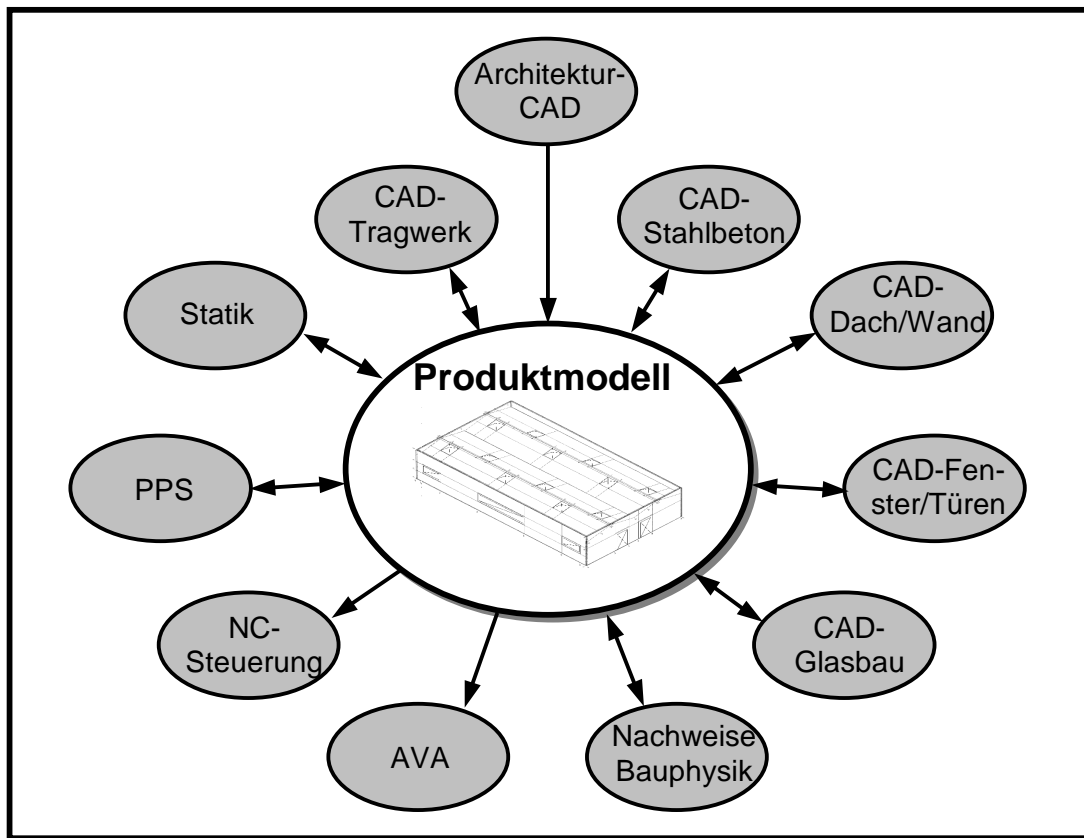 Architektur-
CAD
CAD-
Tragwerk
CAD-
Stahlbeton
Statik
CAD-
Dach/Wand
Produktmodell
PPS
CAD-Fen-
ster/Türen
NC-
Steuerung
CAD-
Glasbau
AVA
Nachweise
Bauphysik